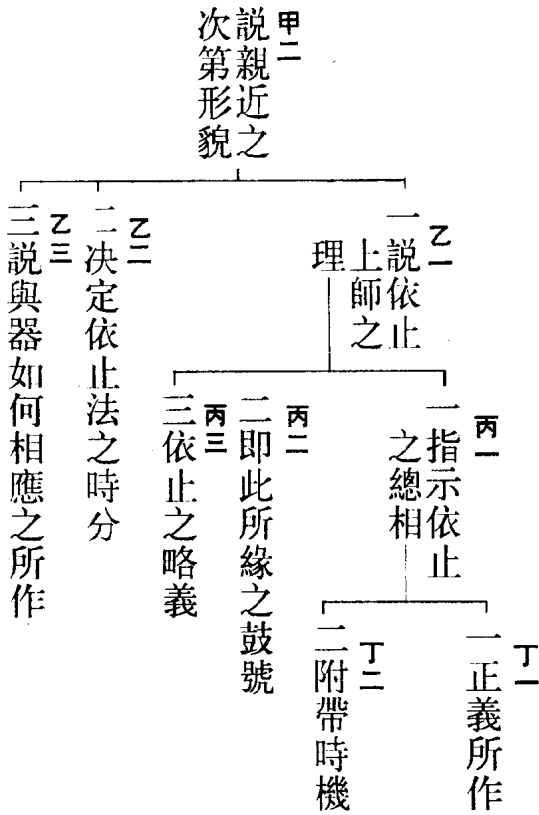 甲二
説親近之
次第形貌
乙一
一説依止
上師之
理
乙二
二决定依止法之時分
乙三
三説與器如何相應之所作
丙一
一指示依止
之總相
丙二
二即此所緣之鼓號
丙三
三依止之略義
丁一
一正義所作
丁二
二附帶時機